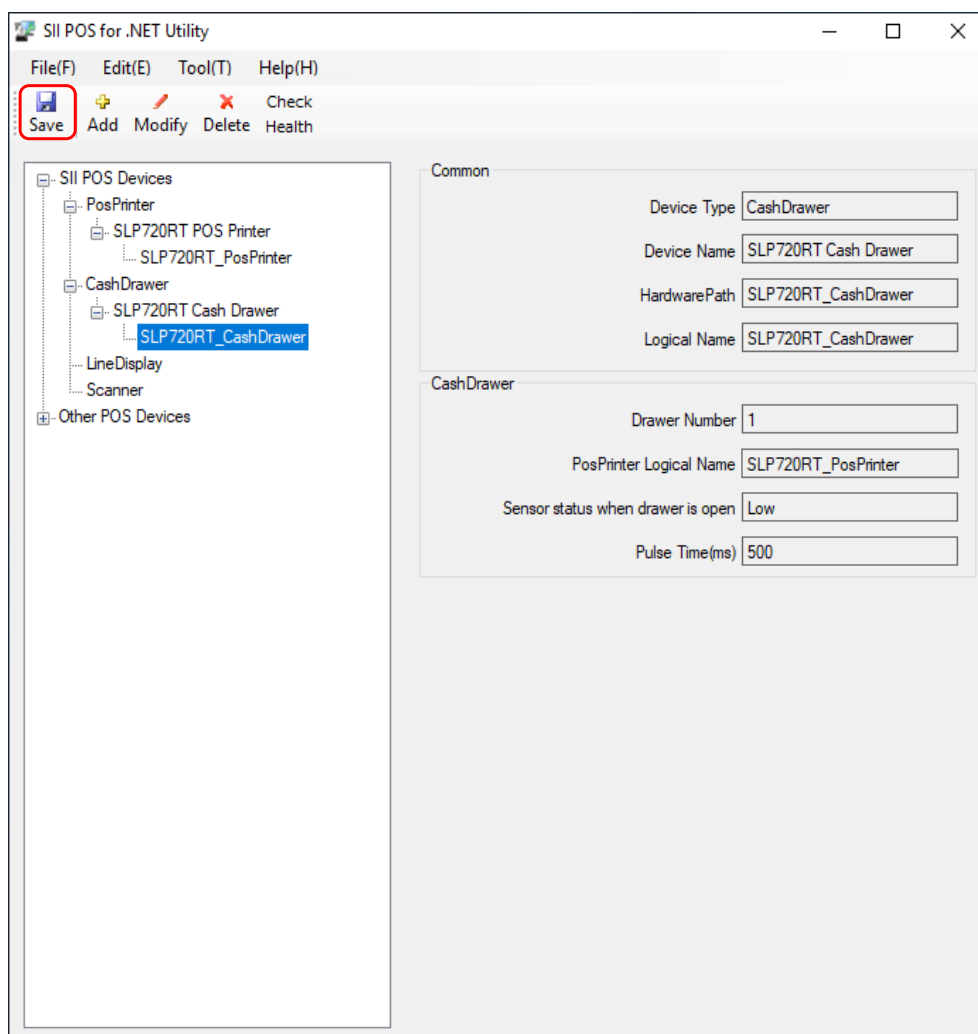 SII POS for .NET Utility
File(F) Edit(E) Tool(T) Help(H)
Save Add Modify Delete Check Health
SII POS Devices
PosPrinter
SLP720RT POS Printer
SLP720RT_PosPrinter
CashDrawer
SLP720RT Cash Drawer
SLP720RT_CashDrawer
LineDisplay
Scanner
Other POS Devices
Common
Device Type CashDrawer
Device Name SLP720RT Cash Drawer
HardwarePath SLP720RT_CashDrawer
Logical Name SLP720RT_CashDrawer
CashDrawer
Drawer Number 1
PosPrinter Logical Name SLP720RT_PosPrinter
Sensor status when drawer is open Low
Pulse Time(ms) 500